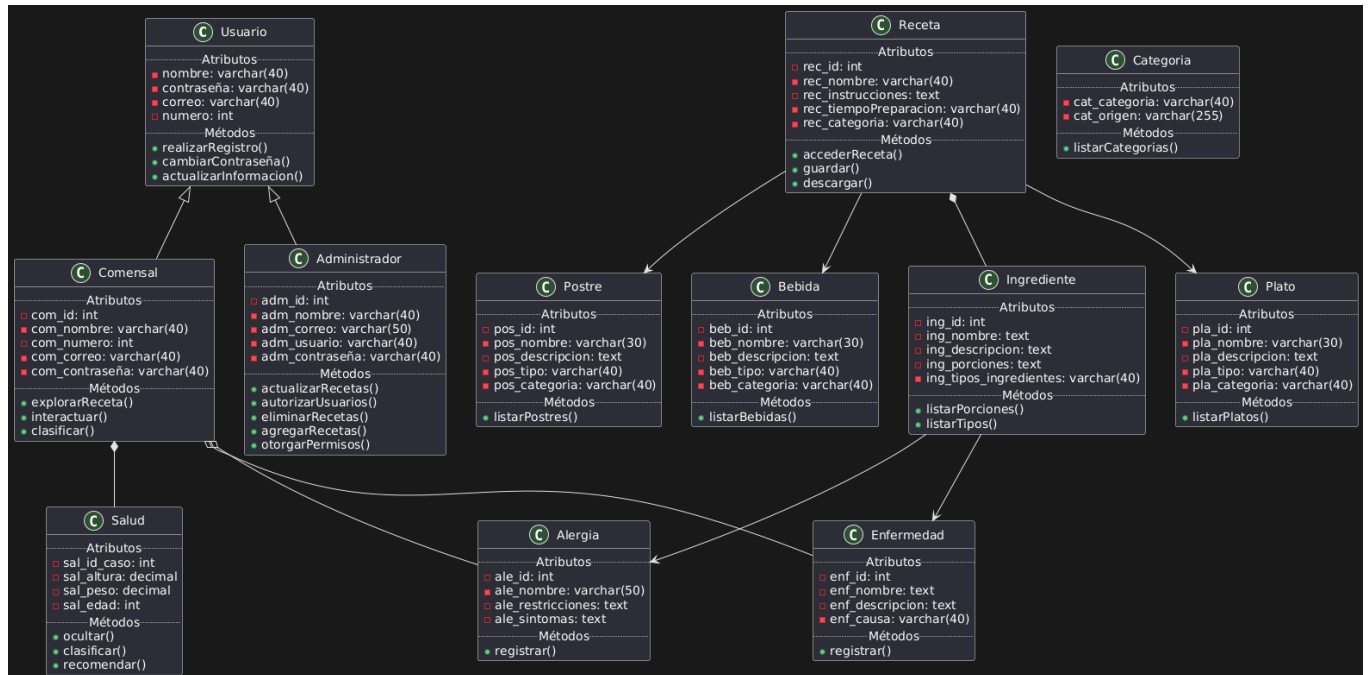 C Usuario
Atributos
nombre: varchar(40)
contraseña: varchar(40)
correo: varchar(40)
numero: int
Métodos
realizarRegistro()
cambiarContraseña()
actualizarInformacion()
C Receta
Atributos
rec_id: int
rec_nombre: varchar(40)
rec_instrucciones: text
rec_tiempoPreparacion: varchar(40)
rec_categoria: varchar(40)
Métodos
accederReceta()
guardar()
descargar()
C Categoria
Atributos
cat_categoria: varchar(40)
cat_origen: varchar(255)
Métodos
listarCategorias()
C Comensal
Atributos
com_id: int
com_nombre: varchar(40)
com_numero: int
com_correo: varchar(40)
com_contraseña: varchar(40)
Métodos
explorarReceta()
interactuar()
clasificar()
C Administrador
Atributos
adm_id: int
adm_nombre: varchar(40)
adm_correo: varchar(50)
adm_usuario: varchar(40)
adm_contraseña: varchar(40)
Métodos
actualizarRecetas()
autorizarUsuarios()
eliminarRecetas()
agregarRecetas()
otorgarPermisos()
C Postre
Atributos
pos_id: int
pos_nombre: varchar(30)
pos_descripcion: text
pos_tipo: varchar(40)
pos_categoria: varchar(40)
Métodos
listarPostres()
C Bebida
Atributos
beb_id: int
beb_nombre: varchar(30)
beb_descripcion: text
beb_tipo: varchar(40)
beb_categoria: varchar(40)
Métodos
listarBebidas()
C Ingrediente
Atributos
ing_id: int
ing_nombre: text
ing_descripcion: text
ing_porciones: text
ing_tipos_ingredientes: varchar(40)
Métodos
listarPorciones()
listarTipos()
C Plato
Atributos
pla_id: int
pla_nombre: varchar(30)
pla_descripcion: text
pla_tipo: varchar(40)
pla_categoria: varchar(40)
Métodos
listarPlatos()
C Salud
Atributos
sal_id_caso: int
sal_altura: decimal
sal_peso: decimal
sal_edad: int
Métodos
ocultar()
clasificar()
recomendar()
C Alergia
Atributos
ale_id: int
ale_nombre: varchar(50)
ale_restricciones: text
ale_sintomas: text
Métodos
registrar()
C Enfermedad
Atributos
enf_id: int
enf_nombre: text
enf_descripcion: text
enf_causa: varchar(40)
Métodos
registrar()